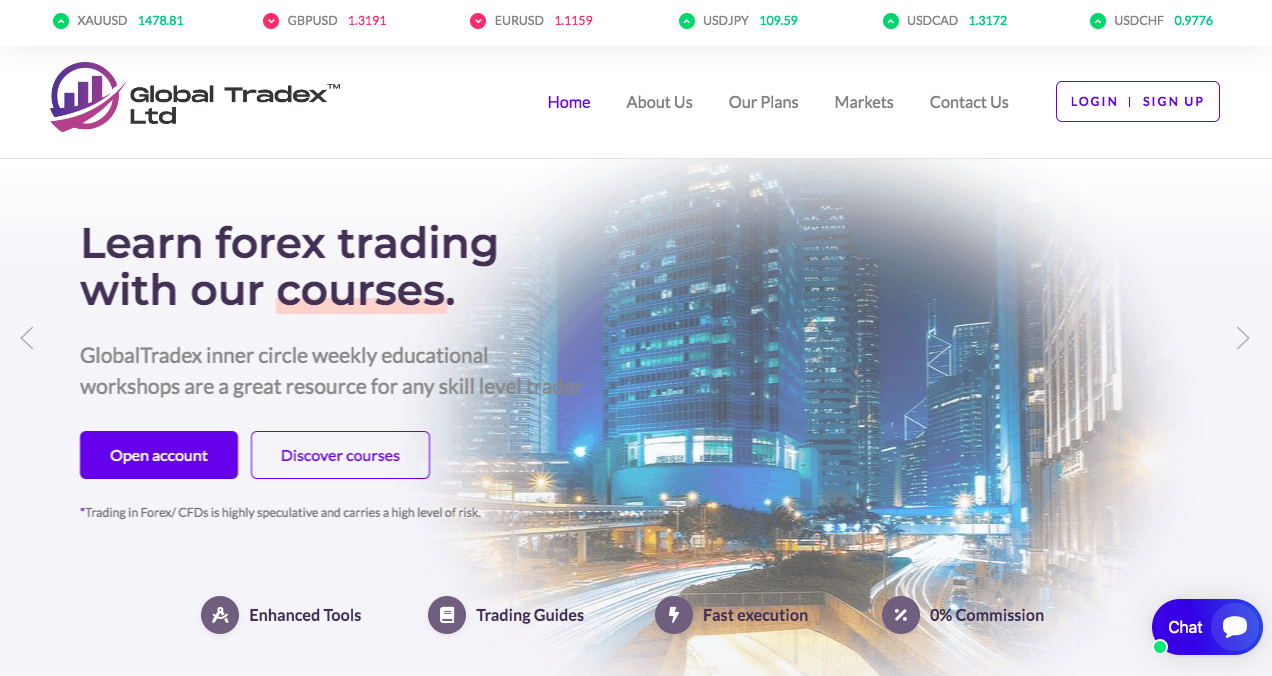 XAUUSD 1478.81 GBPUSD 1.3191 EURUSD 1.1159 USDJPY 109.59 USDCAD 1.3172 USDCHF 0.9776
Global Tradex™
Ltd
Home About Us Our Plans Markets Contact Us LOGIN | SIGN UP
Learn forex trading
with our courses.
GlobalTradex inner circle weekly educational
workshops are a great resource for any skill level trader
Open account Discover courses
*Trading in Forex/ CFDs is highly speculative and carries a high level of risk.
Enhanced Tools Trading Guides Fast execution 0% Commission
Chat